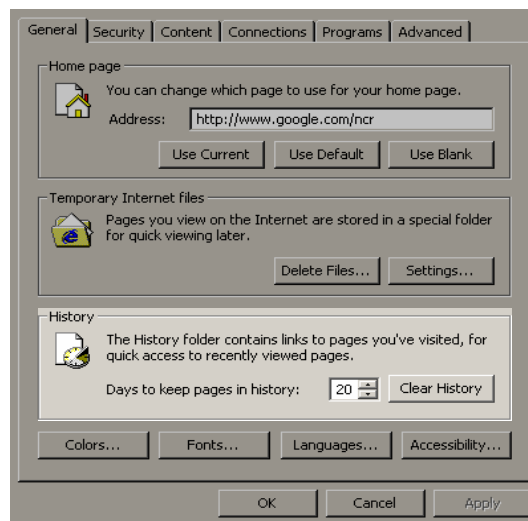 General Security Content Connections Programs Advanced
Home page
You can change which page to use for your home page.
Address: http://www.google.com/ncr
Use Current Use Default Use Blank
Temporary Internet files
Pages you view on the Internet are stored in a special folder
for quick viewing later.
Delete Files... Settings...
History
The History folder contains links to pages you've visited, for
quick access to recently viewed pages.
Days to keep pages in history: 20 Clear History
Colors... Fonts... Languages... Accessibility...
OK Cancel Apply